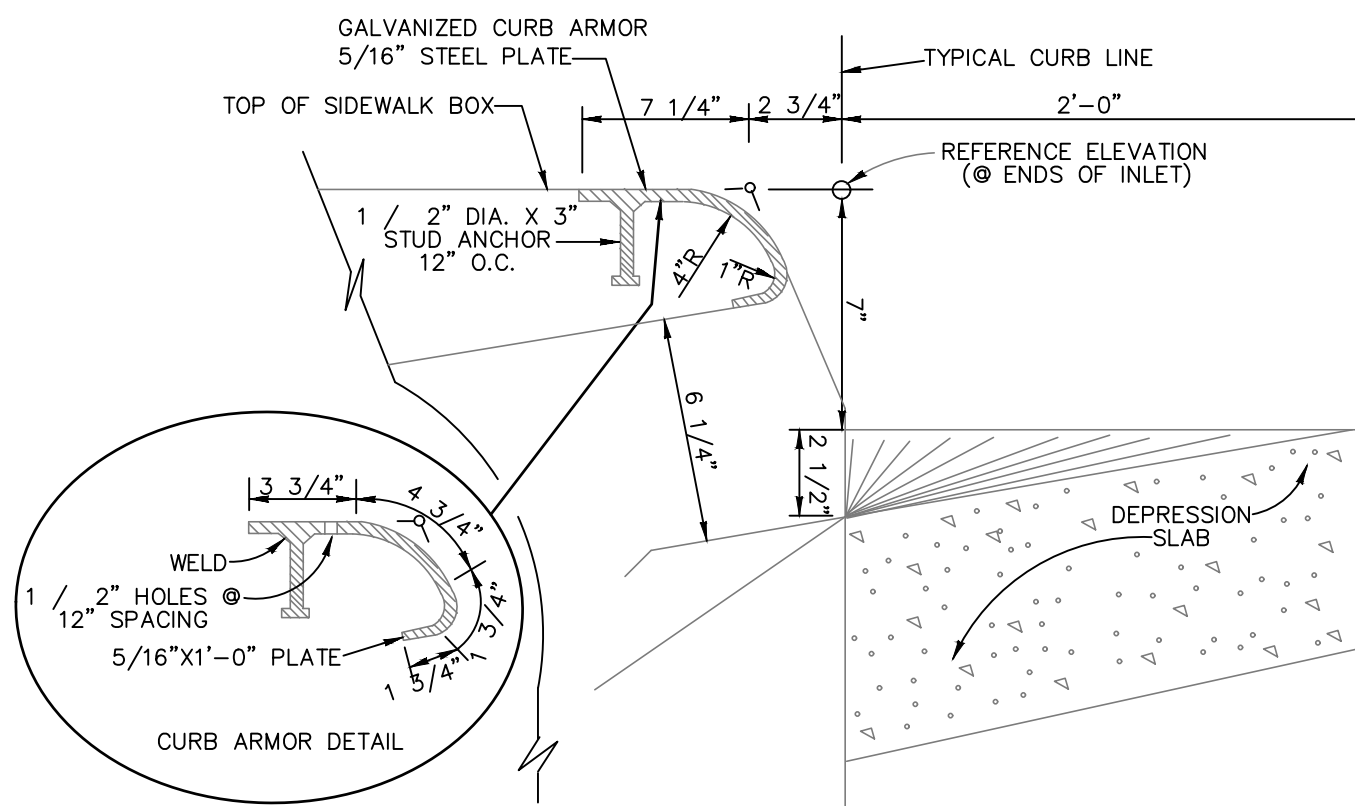 GALVANIZED CURB ARMOR
5/16" STEEL PLATE
TYPICAL CURB LINE
TOP OF SIDEWALK BOX
7 1/4"
2 3/4"
2'-0"
REFERENCE ELEVATION
(@ ENDS OF INLET)
1 / 2" DIA. X 3"
STUD ANCHOR
12" O.C.
4"R
1"R
7"
6 1/4"
2 1/2"
3 3/4"
4 3/4"
DEPRESSION
SLAB
WELD
1 / 2" HOLES @
12" SPACING
1 3/4"
5/16"X1'-0" PLATE
1 3/4"
CURB ARMOR DETAIL